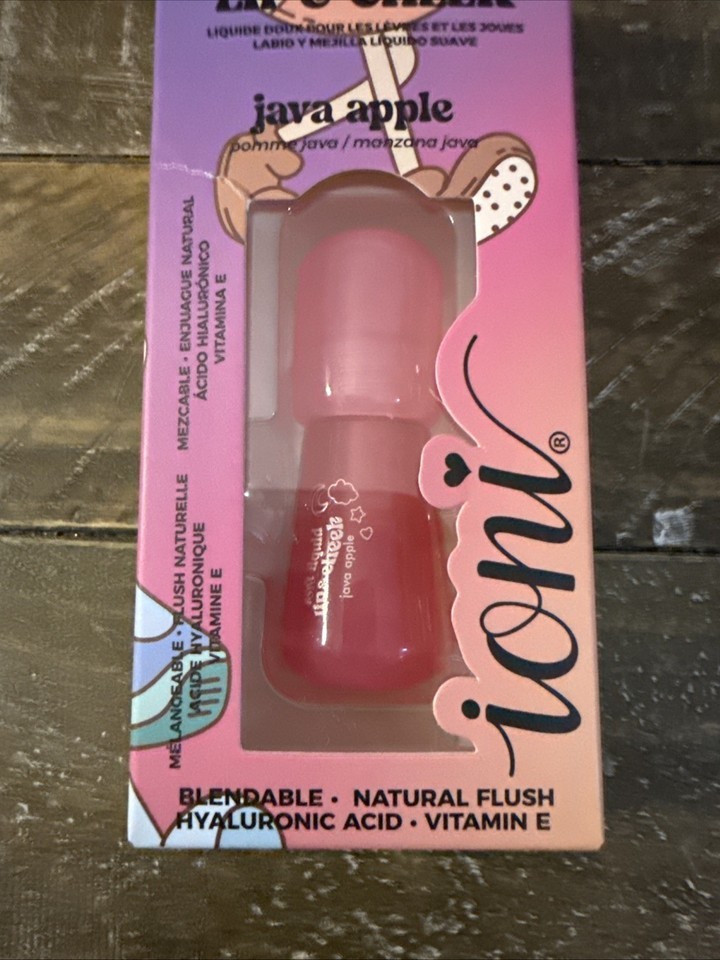 LIP & CHEEK
LIQUIDE DOUX POUR LES LÈVRES ET LES JOUES
LABIO Y MEJILLA LÍQUIDO SUAVE
java apple
pomme java / manzana java
MEZCABLE • ENJUAGUE NATURAL
ÁCIDO HIALURÓNICO
VITAMINA E
MÉLANGEABLE • FLUSH NATURELLE
ACIDE HYALURONIQUE
VITAMINE E
java apple
ioni®
BLENDABLE • NATURAL FLUSH
HYALURONIC ACID • VITAMIN E